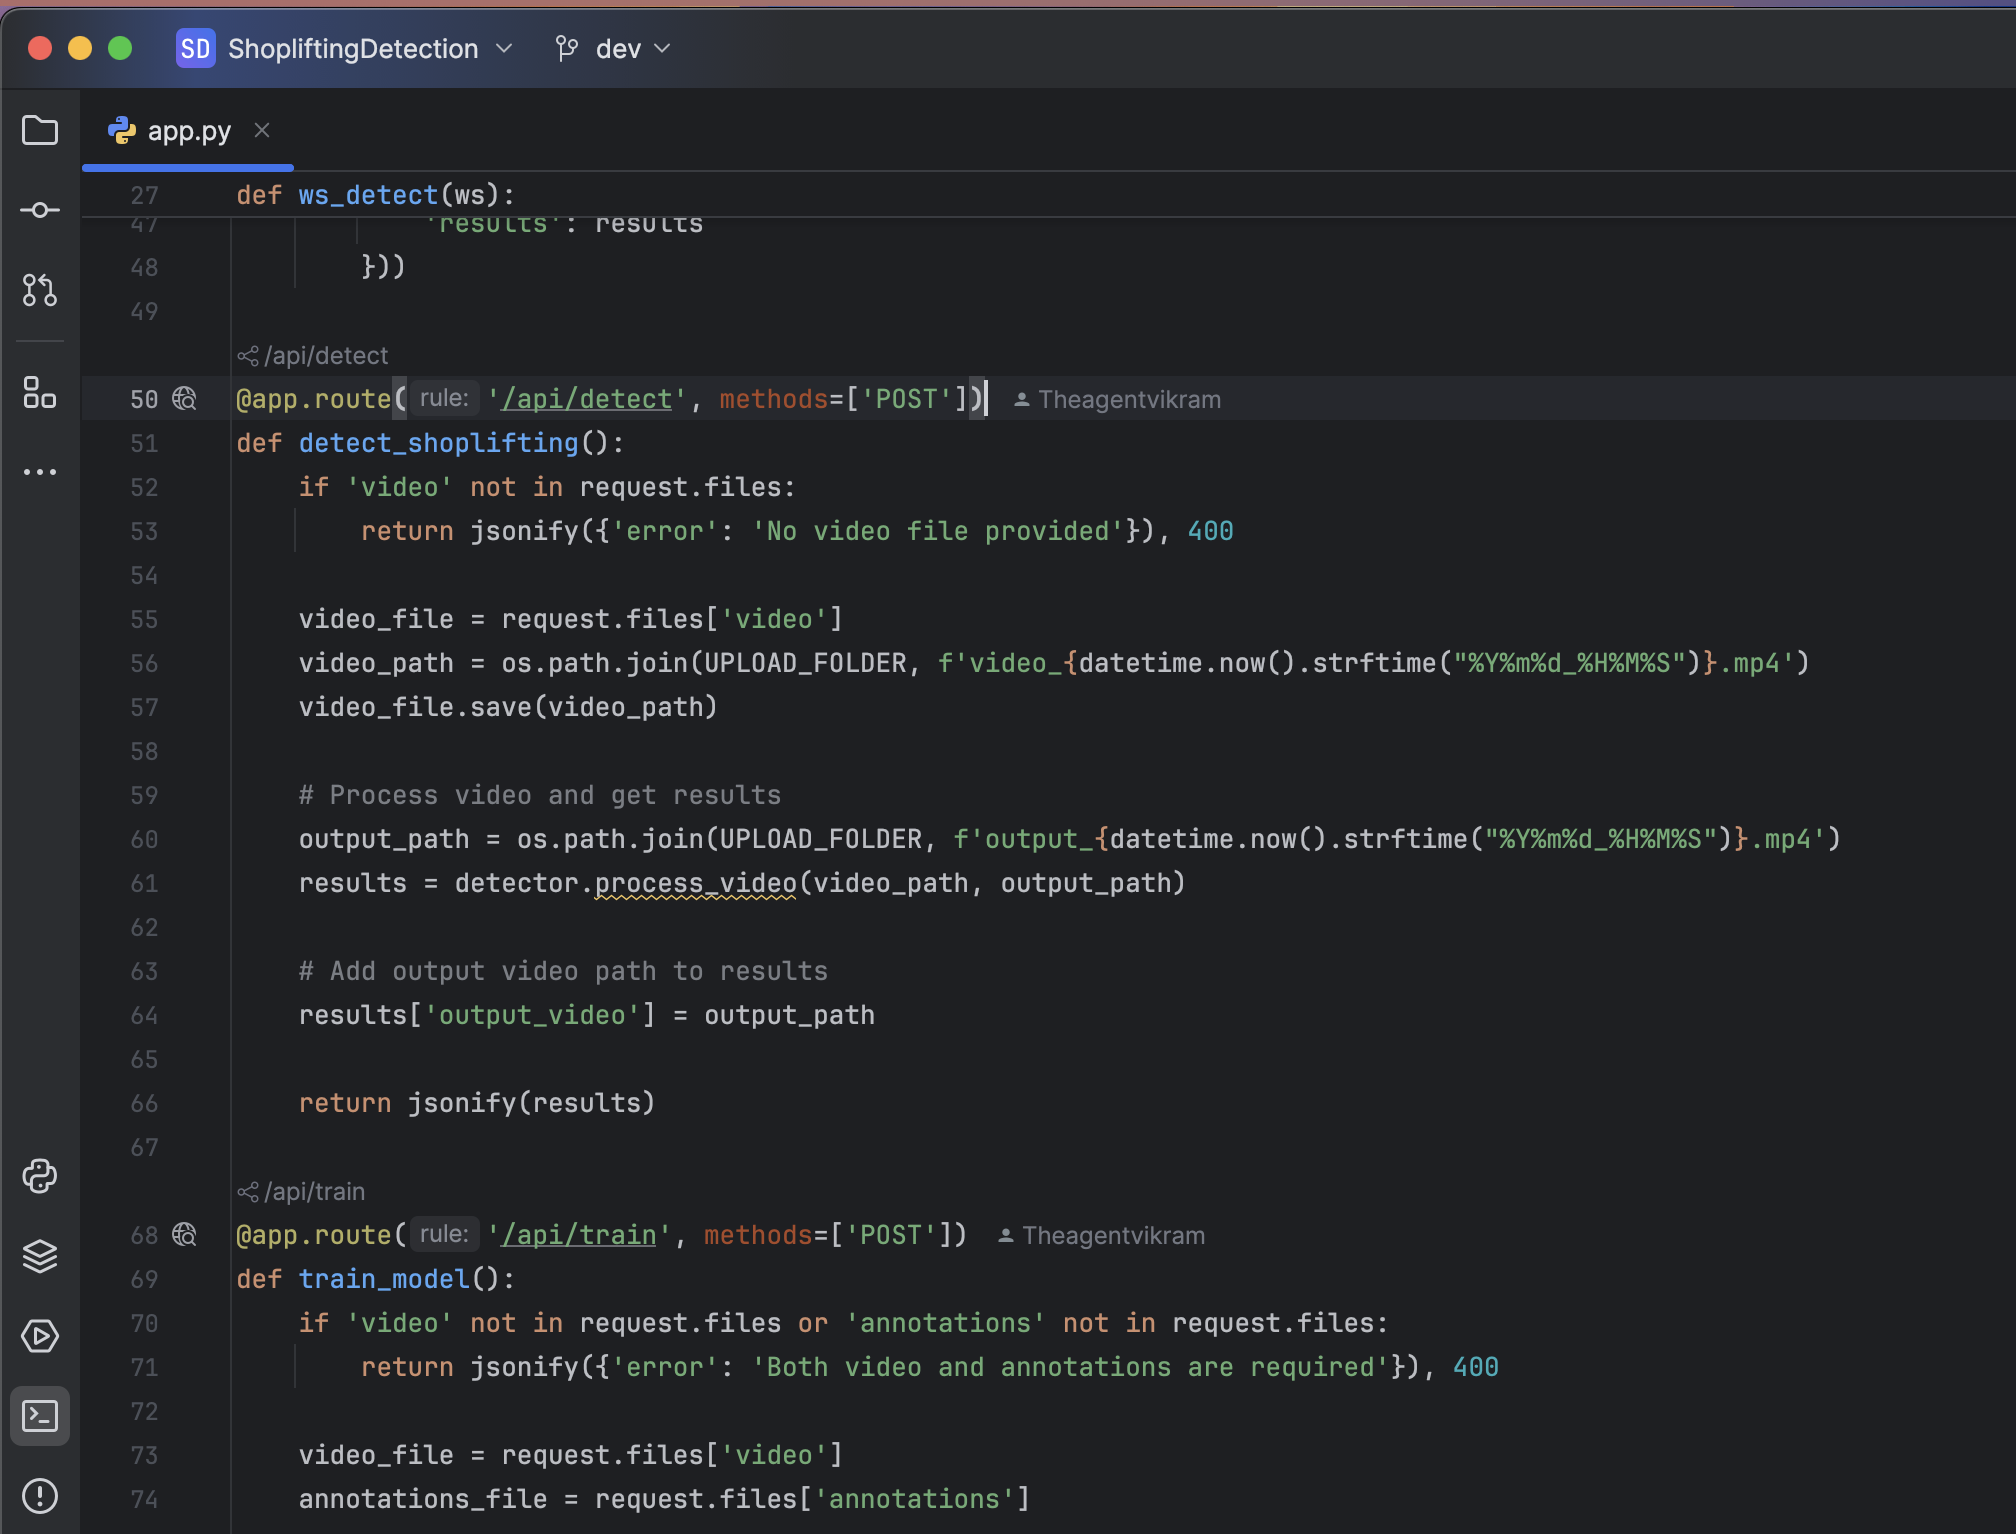 SD ShopliftingDetection dev
app.py
27 def ws_detect(ws):
47 'results': results
48 }))
49
/api/detect
50 @app.route( rule: '/api/detect', methods=['POST']) Theagentvikram
51 def detect_shoplifting():
52 if 'video' not in request.files:
53 return jsonify({'error': 'No video file provided'}), 400
54
55 video_file = request.files['video']
56 video_path = os.path.join(UPLOAD_FOLDER, f'video_{datetime.now().strftime("%Y%m%d_%H%M%S")}.mp4')
57 video_file.save(video_path)
58
59 # Process video and get results
60 output_path = os.path.join(UPLOAD_FOLDER, f'output_{datetime.now().strftime("%Y%m%d_%H%M%S")}.mp4')
61 results = detector.process_video(video_path, output_path)
62
63 # Add output video path to results
64 results['output_video'] = output_path
65
66 return jsonify(results)
67
/api/train
68 @app.route( rule: '/api/train', methods=['POST']) Theagentvikram
69 def train_model():
70 if 'video' not in request.files or 'annotations' not in request.files:
71 return jsonify({'error': 'Both video and annotations are required'}), 400
72
73 video_file = request.files['video']
74 annotations_file = request.files['annotations']